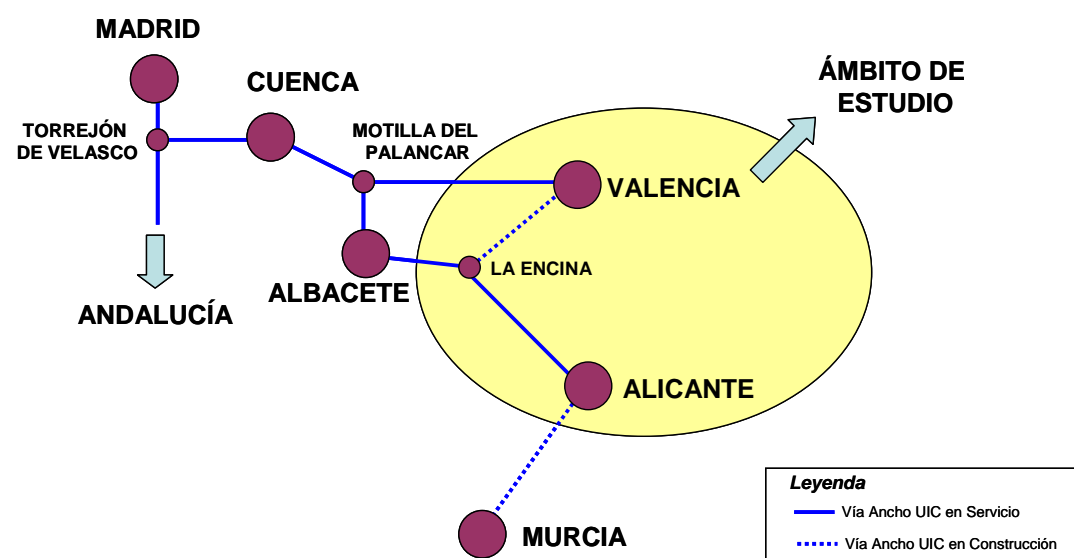 MADRID
CUENCA
ÁMBITO DE
ESTUDIO
TORREJÓN
DE VELASCO
MOTILLA DEL
PALANCAR
VALENCIA
LA ENCINA
ALBACETE
ANDALUCÍA
ALICANTE
MURCIA
Leyenda
Vía Ancho UIC en Servicio
Vía Ancho UIC en Construcción